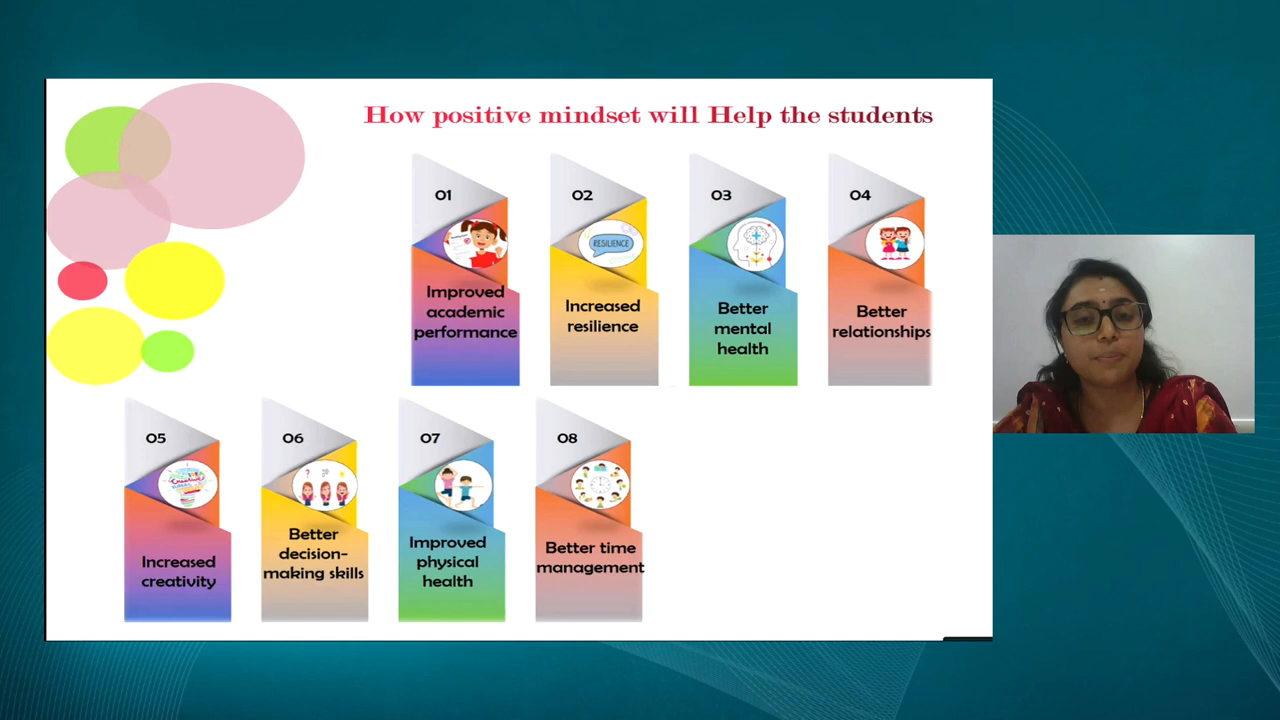 How positive mindset will Help the students
01
Improved
academic
performance
02
RESILIENCE
Increased
resilience
03
Better
mental
health
04
Better
relationships
05
Increased
creativity
06
Better
decision-
making skills
07
Improved
physical
health
08
Better time
management